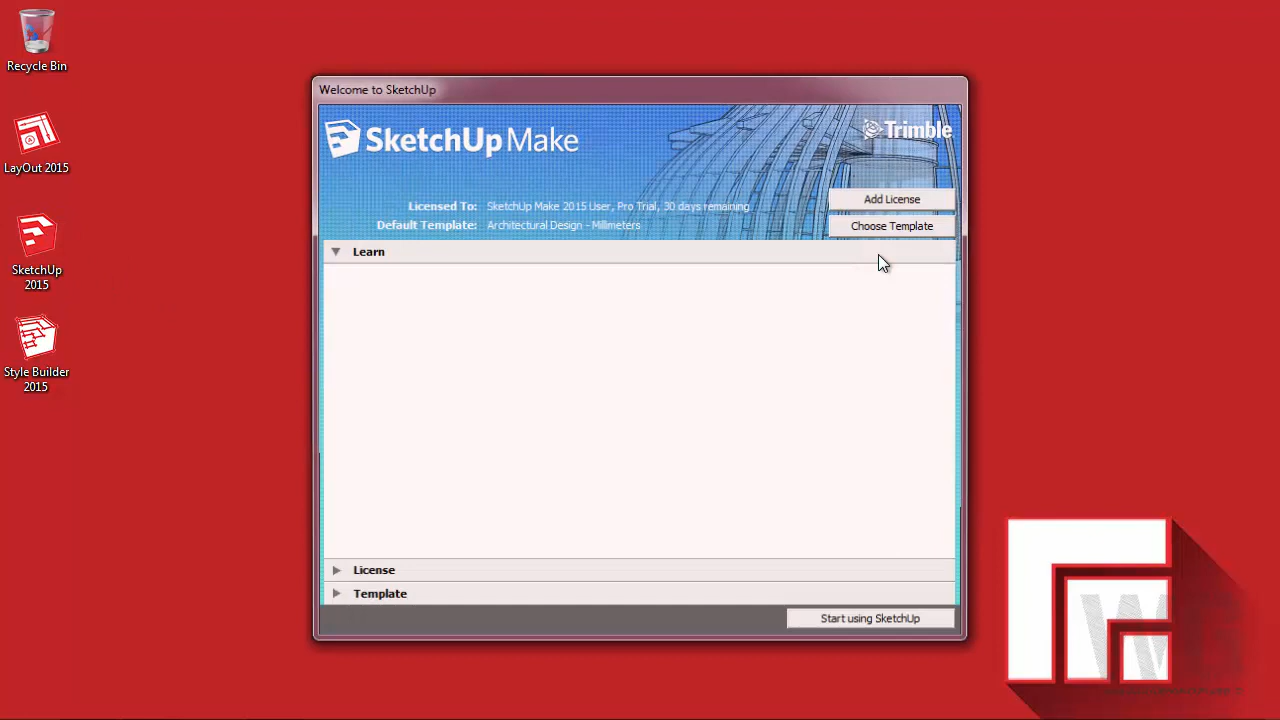 Recycle Bin
LayOut 2015
SketchUp
2015
Style Builder
2015
Welcome to SketchUp
SketchUp Make
Trimble
Licensed To: SketchUp Make 2015 User, Pro Trial, 30 days remaining
Add License
Default Template: Architectural Design - Millimeters
Choose Template
Learn
License
Template
Start using SketchUp